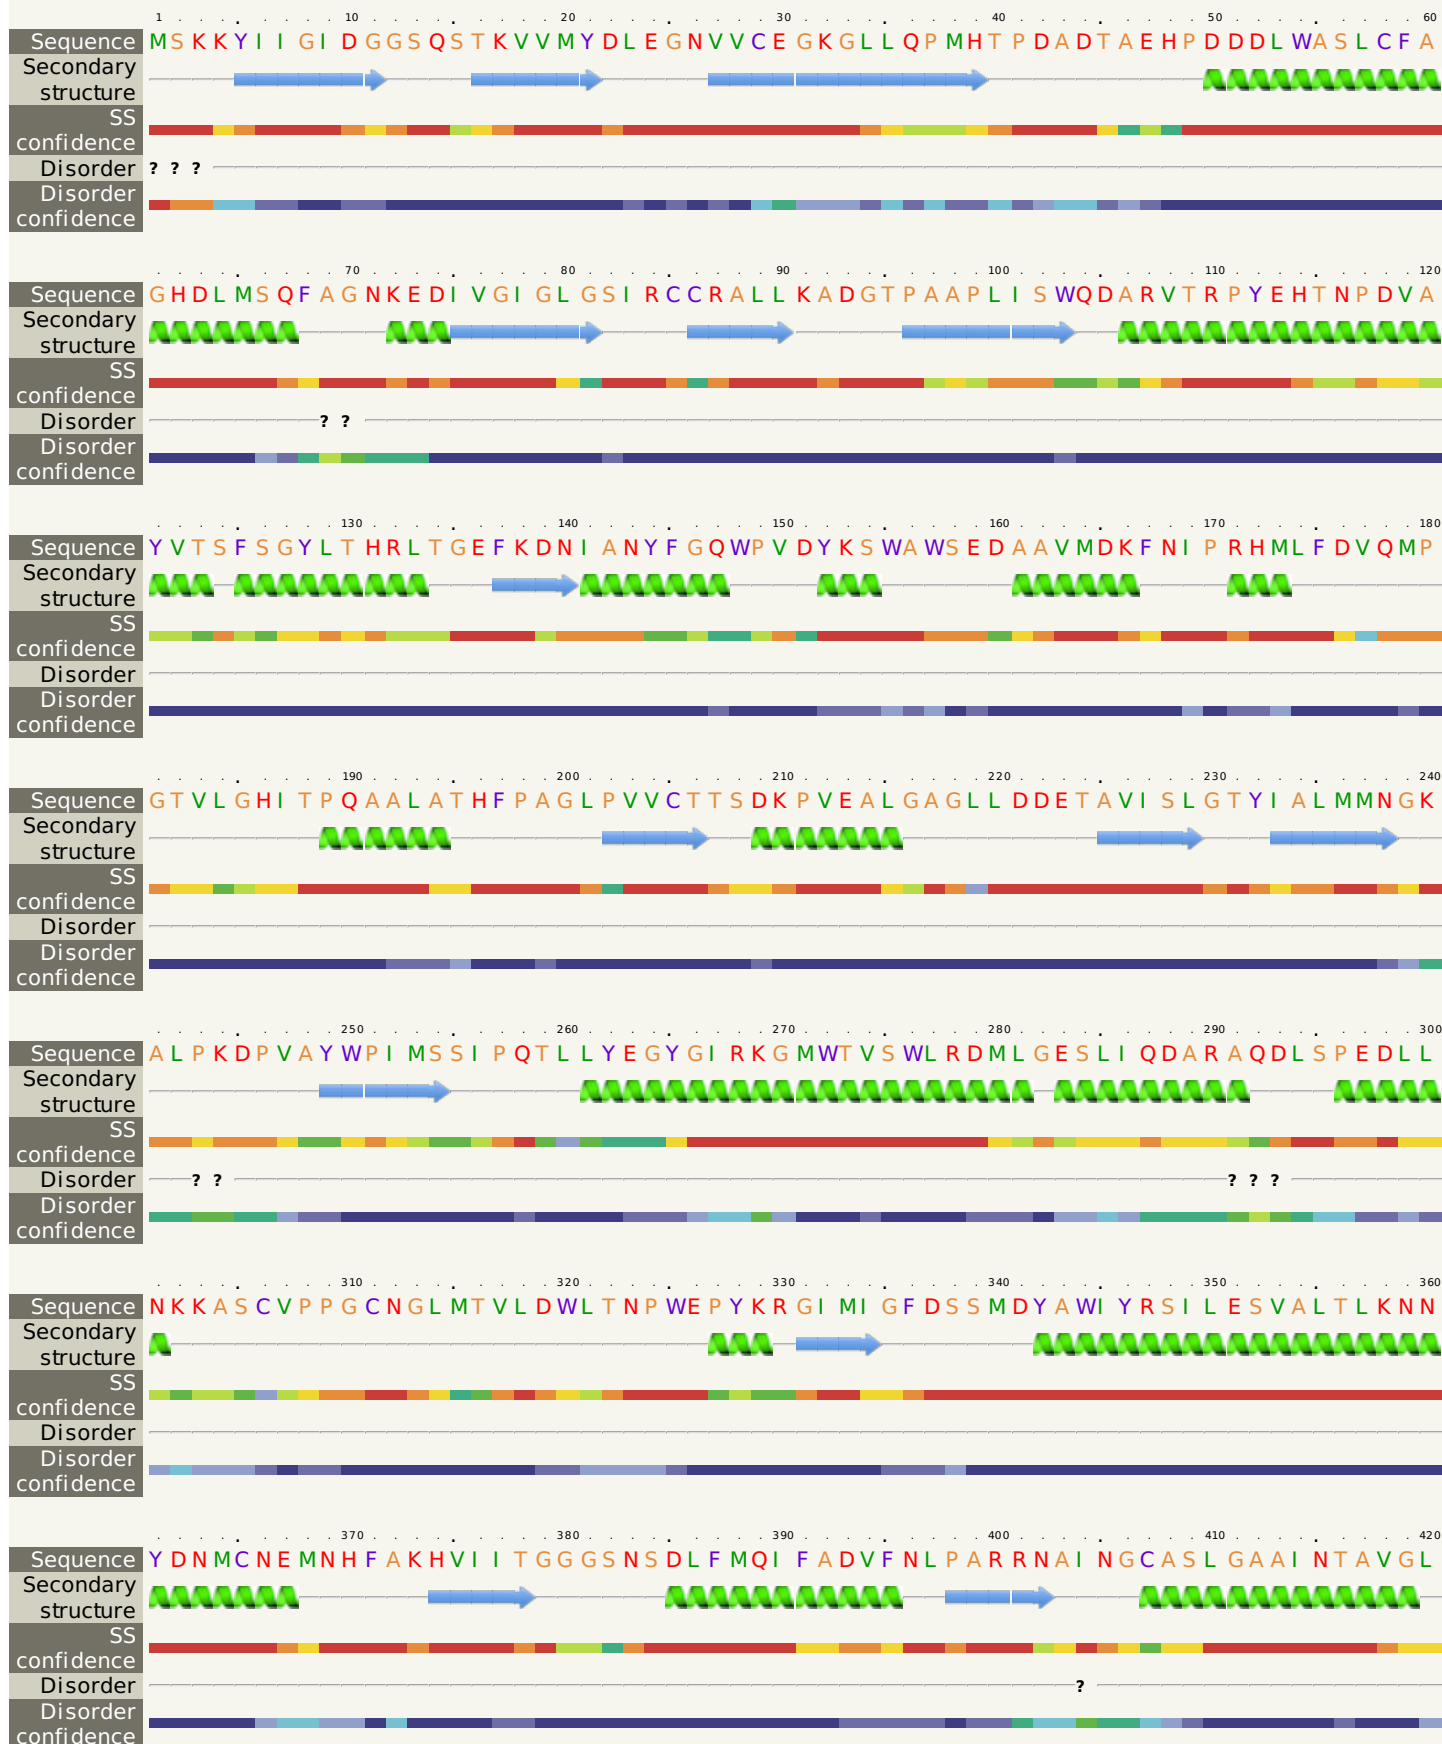 1 10 20 30 40 50 60
Sequence MSKKYIIGIDGGSQSTKVVMYDLEGNVVCEGKGLLQPMHTPDADTAEHPDDDLWASLCFA
Secondary
structure
SS
confidence
Disorder ? ? ?
Disorder
confidence
70 80 90 100 110 120
Sequence GHDLMSQFAGNKEDIVGIGLGSIRCCRALLKADGTPAAPLISWQDARVTRPYEHTNPDVA
Secondary
structure
SS
confidence
Disorder ? ?
Disorder
confidence
130 140 150 160 170 180
Sequence YVTSFSGYLTHRLTGEFKDNIANYFGQWPVDYKSWAWSEDAAVMDKFNIPRHMLFDVQMP
Secondary
structure
SS
confidence
Disorder
Disorder
confidence
190 200 210 220 230 240
Sequence GTVLGHITPQAALATHFPAGLPVVCTTSDKPVEALGAGLLDDETAVISLGTYIALMMNGK
Secondary
structure
SS
confidence
Disorder
Disorder
confidence
250 260 270 280 290 300
Sequence ALPKDPVAYWPIMSSIPQTLLYEGYGIRKGMWTVSWLRDMLGESLIQDARAQDLSPEDLL
Secondary
structure
SS
confidence
Disorder ? ? ? ? ?
Disorder
confidence
310 320 330 340 350 360
Sequence NKKASCVPPGCNGLMTVLDWLTNPWEPYKRGIMIGFDSSMDYAWIYRSILESVALTLKNN
Secondary
structure
SS
confidence
Disorder
Disorder
confidence
370 380 390 400 410 420
Sequence YDNMCNEMNHFAKHVIITGGGSNSDLFMQIFADVFNLPARRNAINGCASLGAAINTAVGL
Secondary
structure
SS
confidence
Disorder ?
Disorder
confidence